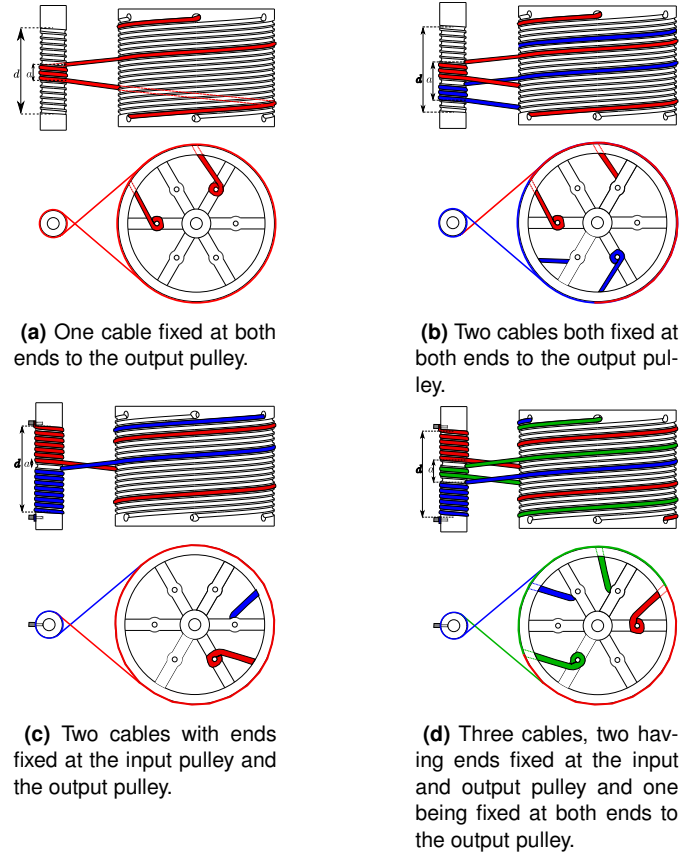 d
a
d
a
(a) One cable fixed at both
ends to the output pulley.
(b) Two cables both fixed at
both ends to the output pul-
ley.
d
a
d
a
(c) Two cables with ends
fixed at the input pulley and
the output pulley.
(d) Three cables, two hav-
ing ends fixed at the input
and output pulley and one
being fixed at both ends to
the output pulley.